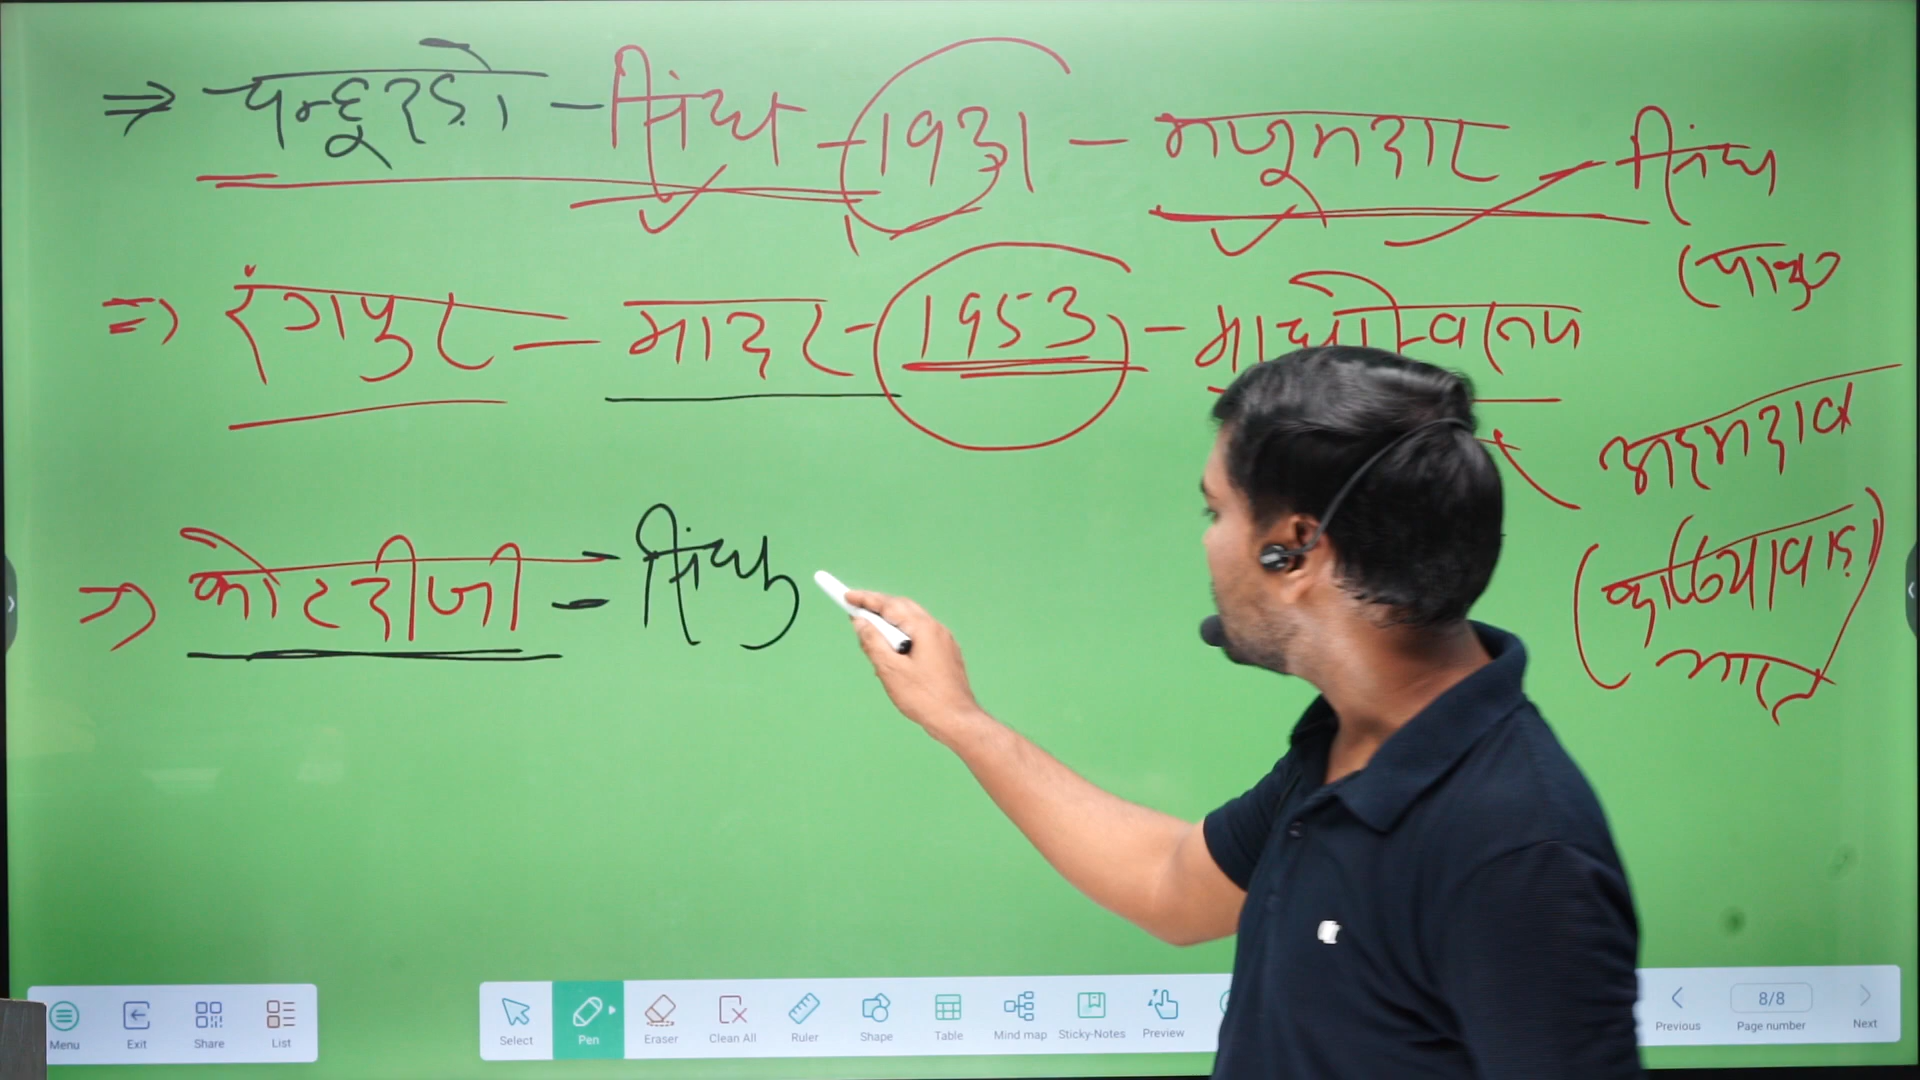 ⇒ चन्हूदड़ो - सिंध - 1931 - मजूमदार - सिंध
(पाक)
⇒ रंगपुर - मादर - 1953 - माधोस्वरूप
अहमदाब
(काठियावाड़)
भारत
⇒ कोटदीजी = सिंधु
Menu Exit Share List
Select Pen Eraser Clean All Ruler Shape Table Mind map Sticky-Notes Preview
Previous 8/8 Page number Next